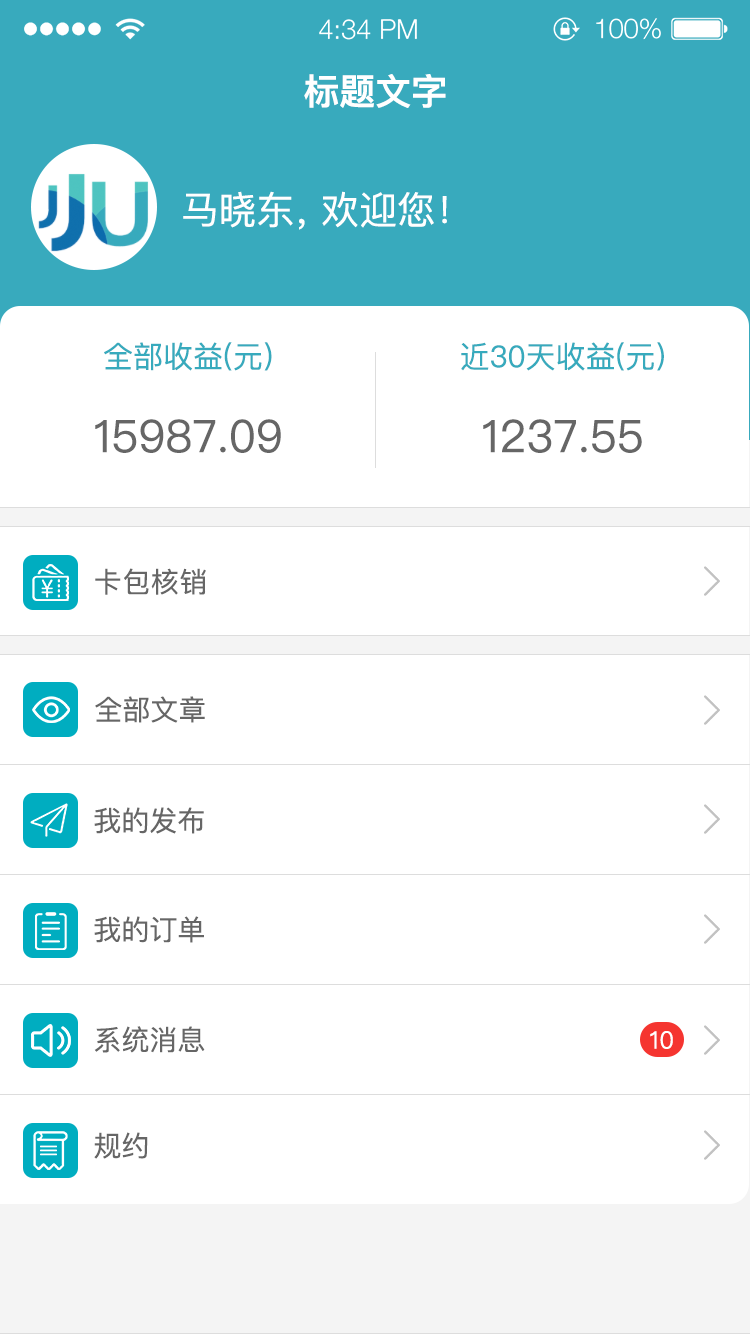 4:34 PM 100%
标题文字
JJU
马晓东, 欢迎您!
全部收益(元) 近30天收益(元)
15987.09 1237.55
卡包核销
全部文章
我的发布
我的订单
系统消息 10
规约